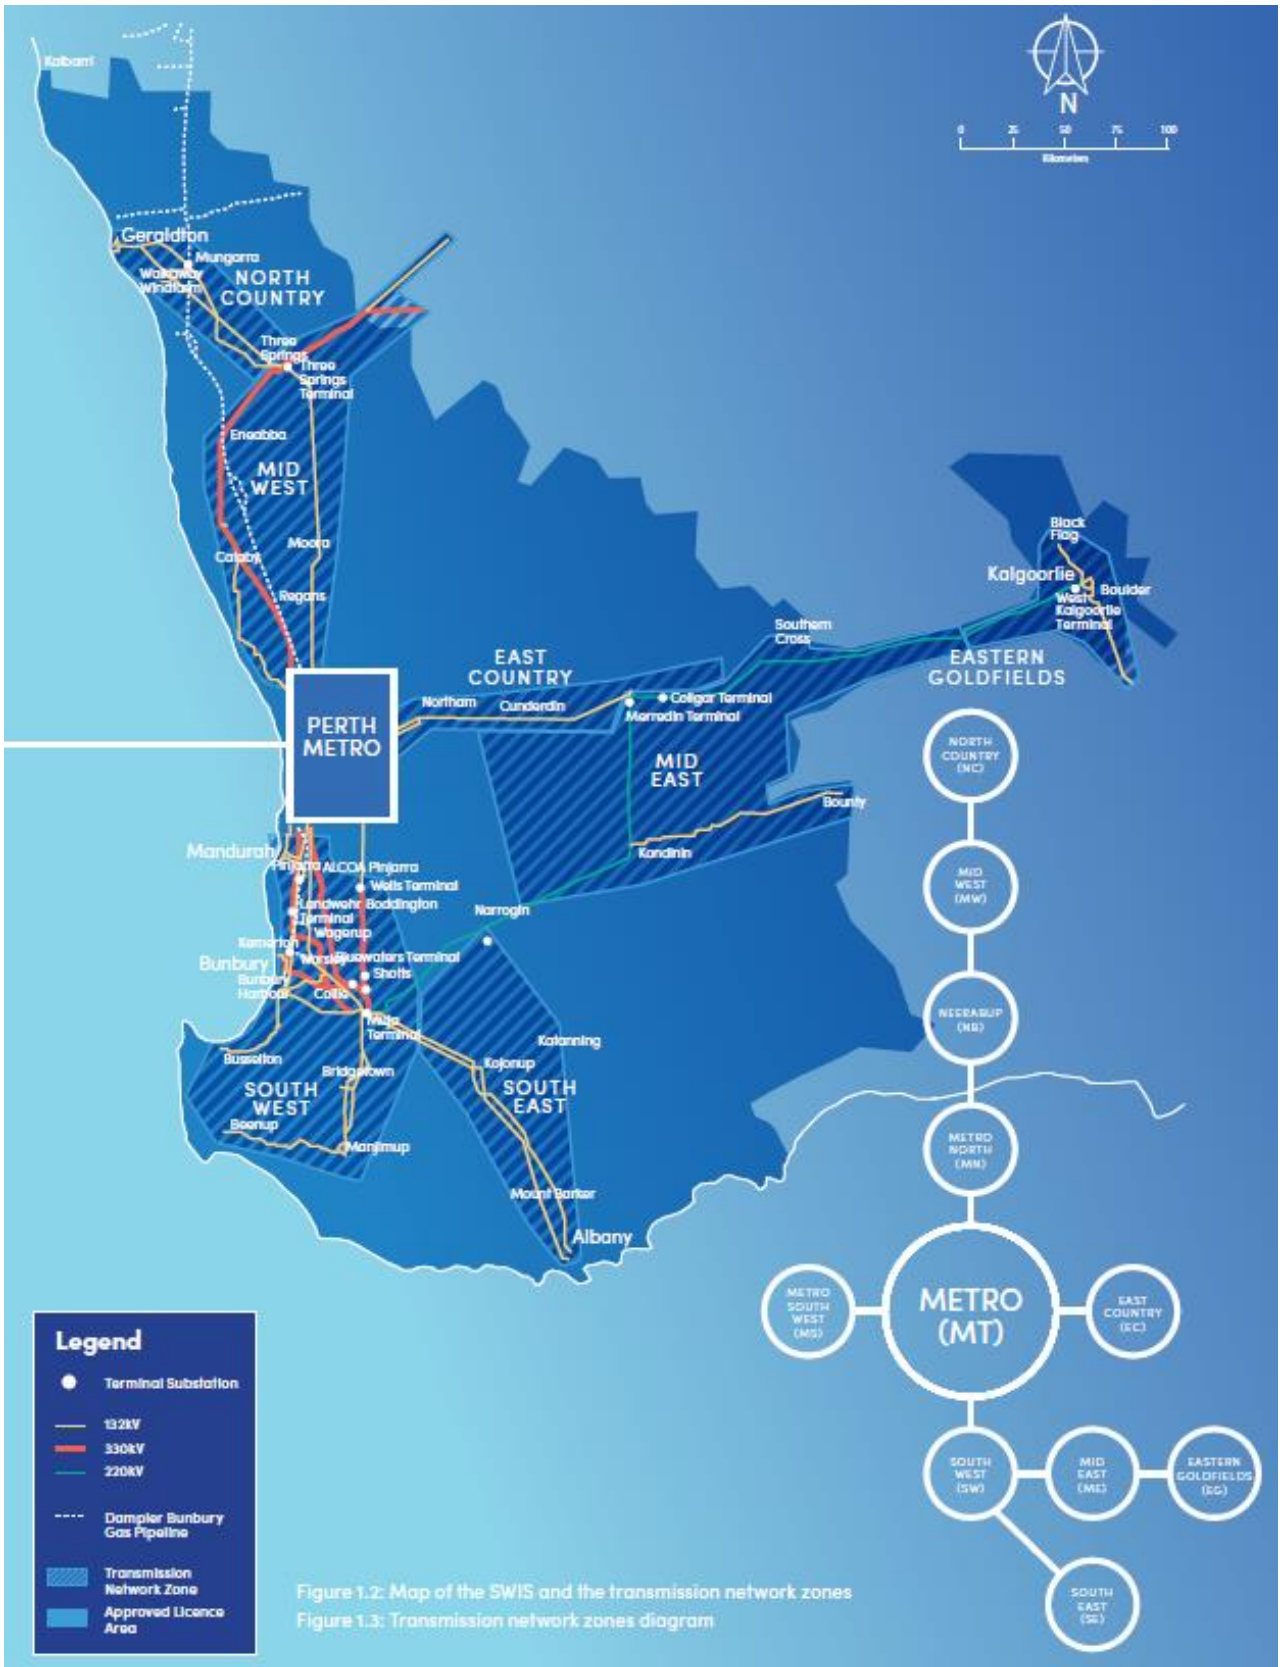 Kalbarri
N
0 25 50 75 100
Kilometres
Geraldton
Mungarra
Walkaway
Windfarm
NORTH
COUNTRY
Three
Springs
Three
Springs
Terminal
Eneabba
MID
WEST
Moora
Cataby
Regans
Black
Flag
Kalgoorlie
Boulder
West
Kalgoorlie
Terminal
Southern
Cross
EASTERN
GOLDFIELDS
EAST
COUNTRY
Northam
Cunderdin
Collgar Terminal
Merredin Terminal
PERTH
METRO
MID
EAST
Bounty
Kondinin
Mandurah
Pinjarra
ALCOA Pinjarra
Wells Terminal
Landwehr
Terminal
Boddington
Wagerup
Narrogin
Kemerton
Worsley
Bluewaters Terminal
Bunbury
Shotts
Bunbury
Harbour
Collie
Muja
Terminal
Busselton
Bridgetown
Katanning
Kojonup
SOUTH
WEST
SOUTH
EAST
Beenup
Manjimup
Mount Barker
Albany
NORTH
COUNTRY
(NC)
MID
WEST
(MW)
NEERABUP
(NB)
METRO
NORTH
(MN)
METRO
SOUTH
WEST
(MS)
METRO
(MT)
EAST
COUNTRY
(EC)
SOUTH
WEST
(SW)
MID
EAST
(ME)
EASTERN
GOLDFIELDS
(EG)
SOUTH
EAST
(SE)
Legend
Terminal Substation
132kV
330kV
220kV
Dampier Bunbury
Gas Pipeline
Transmission
Network Zone
Approved Licence
Area
Figure 1.2: Map of the SWIS and the transmission network zones
Figure 1.3: Transmission network zones diagram